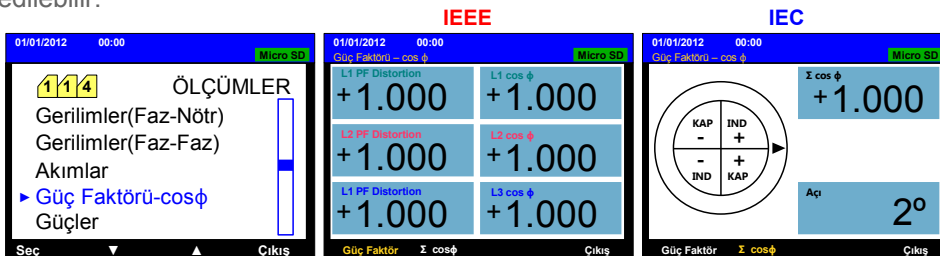 edilebilir.
IEEE
IEC
01/01/2012 00:00
Micro SD
1 1 4 ÖLÇÜMLER
Gerilimler(Faz-Nötr)
Gerilimler(Faz-Faz)
Akımlar
► Güç Faktörü-cosϕ
Güçler
Seç ▼ ▲ Çıkış
01/01/2012 00:00
Güç Faktörü – cos ϕ Micro SD
L1 PF Distortion L1 cos ϕ
+1.000 +1.000
L2 PF Distortion L2 cos ϕ
+1.000 +1.000
L1 PF Distortion L3 cos ϕ
+1.000 +1.000
Güç Faktör Σ cosϕ Çıkış
01/01/2012 00:00
Güç Faktörü – cos ϕ Micro SD
Σ cos ϕ
+1.000
KAP IND
- +
- +
IND KAP
Açı
2º
Güç Faktör Σ cosϕ Çıkış